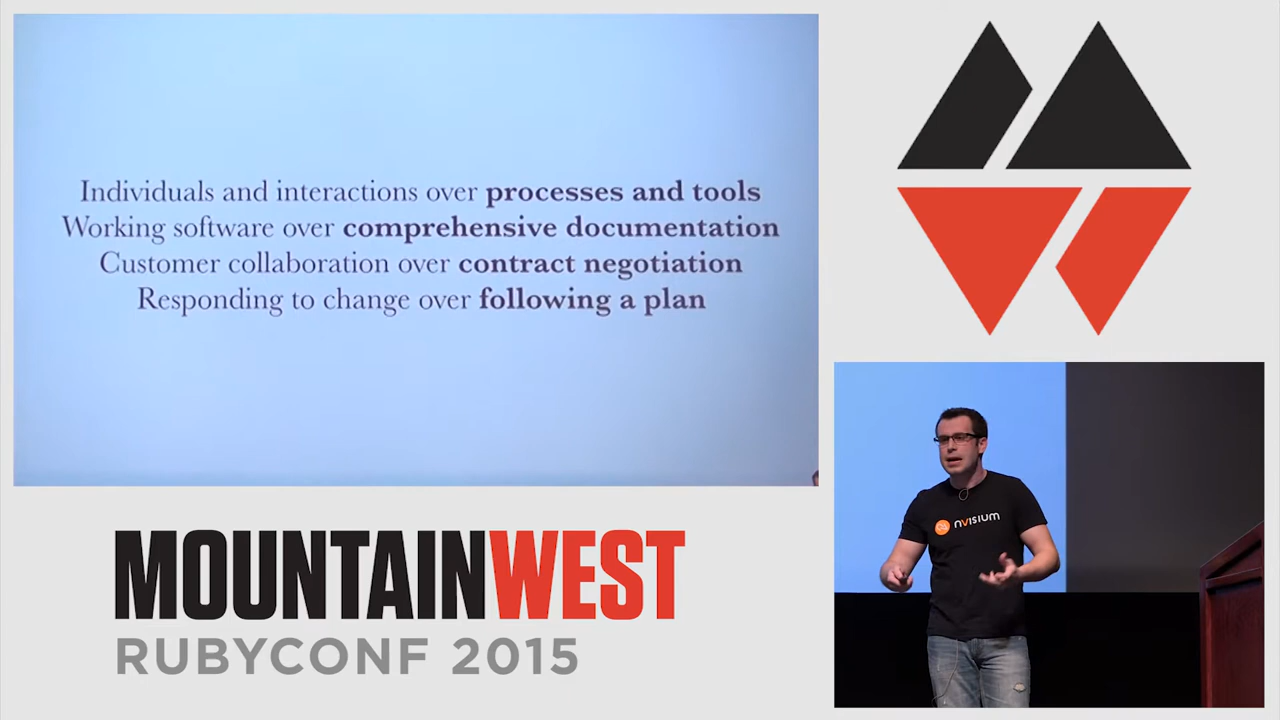 Individuals and interactions over processes and tools
Working software over comprehensive documentation
Customer collaboration over contract negotiation
Responding to change over following a plan
nVISIUM
MOUNTAINWEST
RUBYCONF 2015